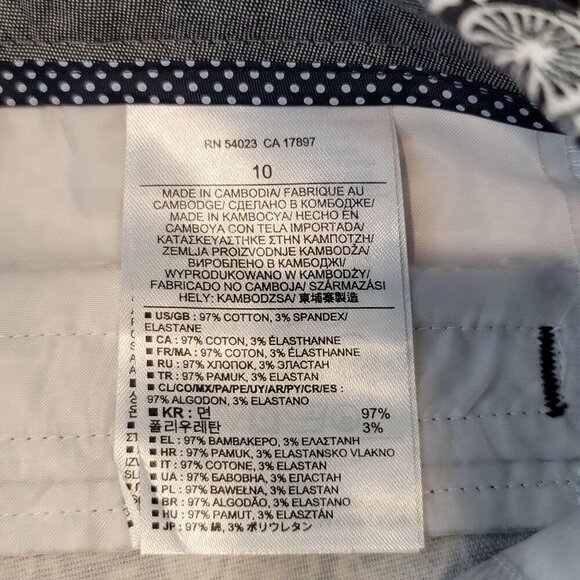 RN 54023 CA 17897
10
MADE IN CAMBODIA/ FABRIQUE AU
CAMBODGE/ СДЕЛАНО В КОМБОДЖЕ/
MADE IN KAMBOCYA/ HECHO EN
CAMBOYA CON TELA IMPORTADA/
ΚΑΤΑΣΚΕΥΑΣΤΗΚΕ ΣΤΗΝ ΚΑΜΠΟΤΖΗ/
ZEMLJA PROIZVODNJE KAMBODŽA/
ВИРОБЛЕНО В КАМБОДЖІ/
WYPRODUKOWANO W KAMBODŻY/
FABRICADO NO CAMBOJA/ SZÁRMAZÁSI
HELY: KAMBODZSA/ 柬埔寨製造
■ US/GB : 97% COTTON, 3% SPANDEX/
ELASTANE
■ CA : 97% COTON, 3% ÉLASTHANNE
■ FR/MA : 97% COTON, 3% ÉLASTHANNE
■ RU : 97% ХЛОПОК, 3% ЭЛАСТАН
■ TR : 97% PAMUK, 3% ELASTAN
■ CL/CO/MX/PA/PE/UY/AR/PY/CR/ES :
97% ALGODON, 3% ELASTANO
■ KR : 면 97%
폴리우레탄 3%
■ EL : 97% ΒΑΜΒΑΚΕΡΟ, 3% ΕΛΑΣΤΑΝΗ
■ HR : 97% PAMUK, 3% ELASTANSKO VLAKNO
■ IT : 97% COTONE, 3% ELASTAN
■ UA : 97% БАВОВНА, 3% ЕЛАСТАН
■ PL : 97% BAWEŁNA, 3% ELASTAN
■ BR : 97% ALGODÃO, 3% ELASTANO
■ HU : 97% PAMUT, 3% ELASZTÁN
■ JP : 97% 綿, 3% ポリウレタン